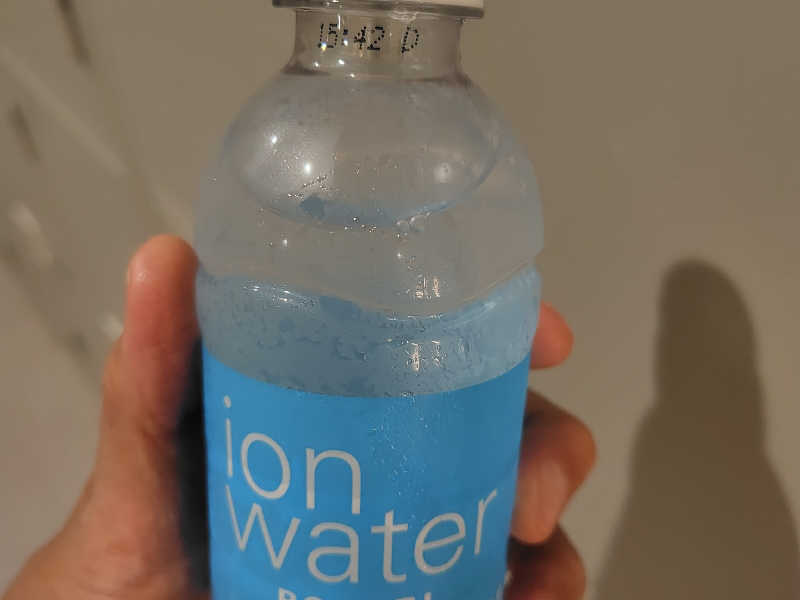 15:42 D
ion
water